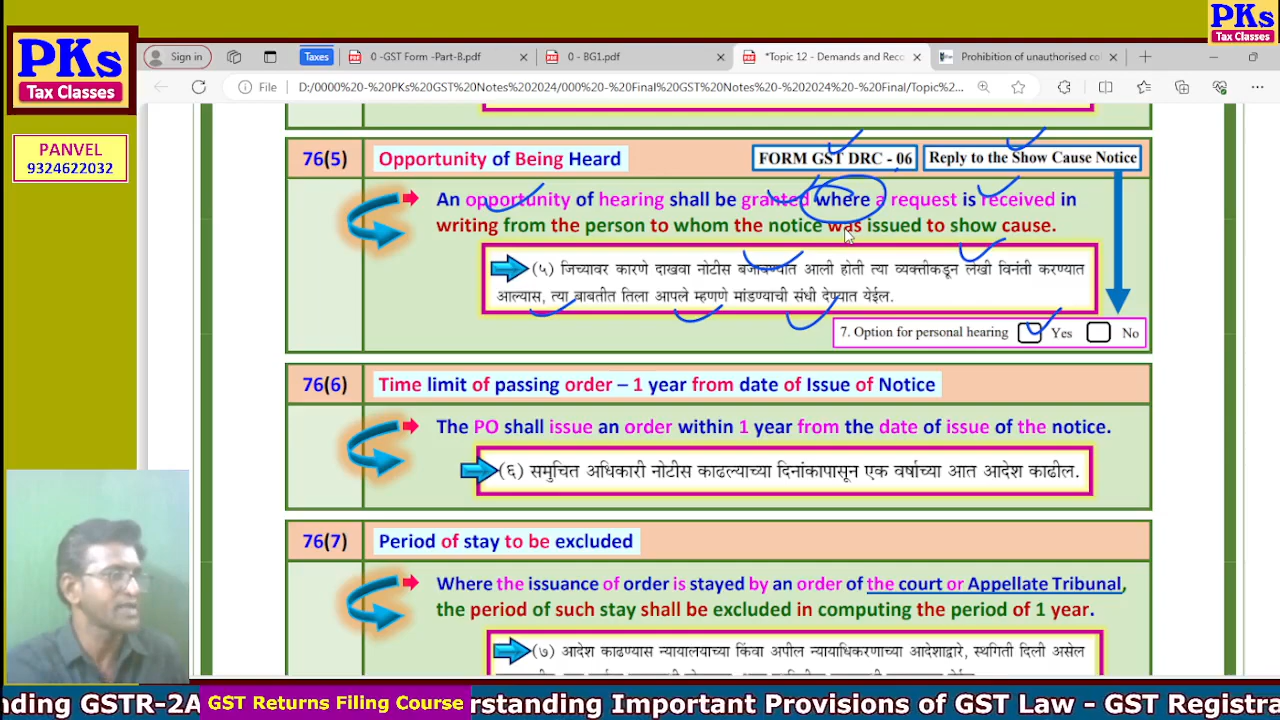 PKs
Tax Classes
PANVEL
9324622032
Sign in
Taxes
0 -GST Form -Part-B.pdf
0 - BG1.pdf
*Topic 12 - Demands and Reco
Prohibition of unauthorised co
File
D:/0000%20-%20PKs%20GST%20Notes%202024/000%20-%20Final%20GST%20Notes%20%202024%20-%20Final/Topic%2...
PKs
Tax Classes
76(5) Opportunity of Being Heard FORM GST DRC - 06 Reply to the Show Cause Notice
An opportunity of hearing shall be granted where a request is received in
writing from the person to whom the notice was issued to show cause.
(५) जिच्यावर कारणे दाखवा नोटीस बजावण्यात आली होती त्या व्यक्तीकडून लेखी विनंती करण्यात
आल्यास, त्या बाबतीत तिला आपले म्हणणे मांडण्याची संधी देण्यात येईल.
7. Option for personal hearing Yes No
76(6) Time limit of passing order – 1 year from date of Issue of Notice
The PO shall issue an order within 1 year from the date of issue of the notice.
(६) समुचित अधिकारी नोटीस काढल्याच्या दिनांकापासून एक वर्षाच्या आत आदेश काढील.
76(7) Period of stay to be excluded
Where the issuance of order is stayed by an order of the court or Appellate Tribunal,
the period of such stay shall be excluded in computing the period of 1 year.
(७) आदेश काढण्यास न्यायालयाच्या किंवा अपील न्यायाधिकरणाच्या आदेशाद्वारे, स्थगिती दिली असेल
nding GSTR-2A GST Returns Filing Course rstanding Important Provisions of GST Law - GST Registra